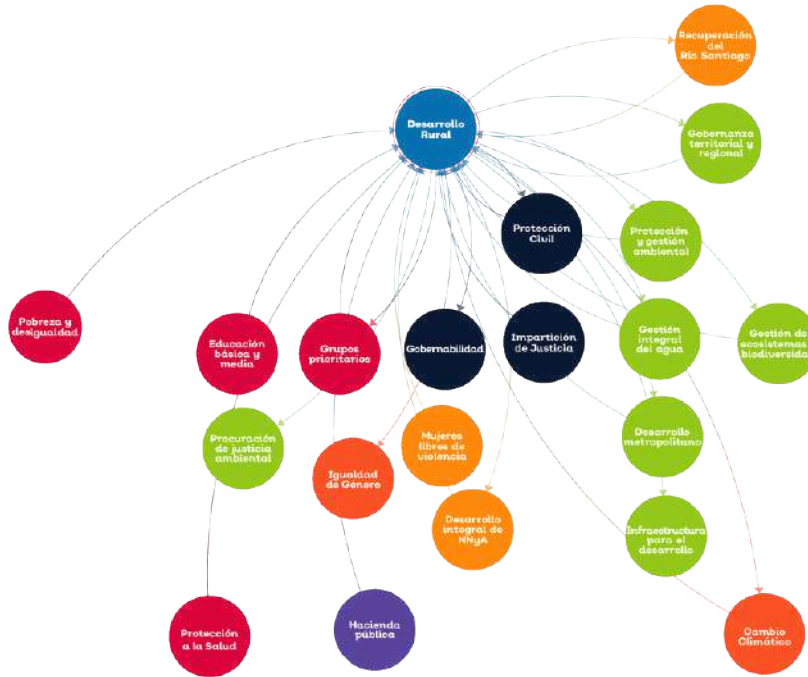 Recuperación
del
Río Santiago
Desarrollo
Rural
Gobernanza
territorial y
regional
Protección
Civil
Protección
y gestión
ambiental
Pobreza y
desigualdad
Educación
básica y
media
Grupos
prioritarios
Gobernabilidad
Impartición
de Justicia
Gestión
integral
del agua
Gestión de
ecosistemas
biodiversida
Procuración
de justicia
ambiental
Mujeres
libres de
violencia
Desarrollo
metropolitano
Igualdad
de Género
Desarrollo
integral de
NNyA
Infraestructura
para el
desarrollo
Protección
a la Salud
Hacienda
pública
Cambio
Climático